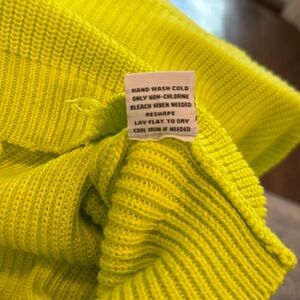 HAND WASH COLD
ONLY NON-CHLORINE
BLEACH WHEN NEEDED
RESHAPE
LAY FLAT TO DRY
COOL IRON IF NEEDED